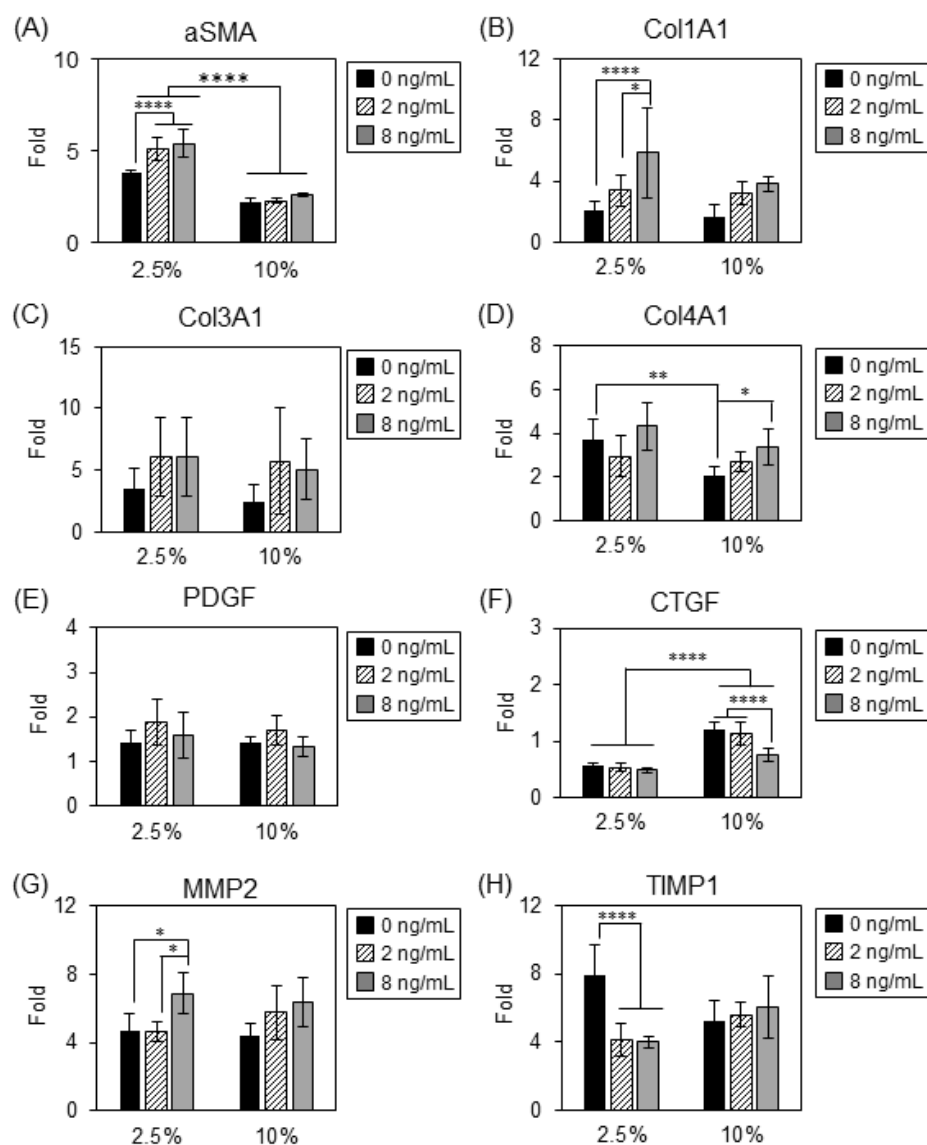 (A)
aSMA
10
5
0
Fold
****
****
2.5%
10%
0 ng/mL
2 ng/mL
8 ng/mL
(B)
Col1A1
12
8
4
0
Fold
****
*
2.5%
10%
0 ng/mL
2 ng/mL
8 ng/mL
(C)
Col3A1
15
10
5
0
Fold
2.5%
10%
0 ng/mL
2 ng/mL
8 ng/mL
(D)
Col4A1
8
6
4
2
0
Fold
**
*
2.5%
10%
0 ng/mL
2 ng/mL
8 ng/mL
(E)
PDGF
4
3
2
1
0
Fold
2.5%
10%
0 ng/mL
2 ng/mL
8 ng/mL
(F)
CTGF
3
2
1
0
Fold
****
****
2.5%
10%
0 ng/mL
2 ng/mL
8 ng/mL
(G)
MMP2
12
8
4
0
Fold
*
*
2.5%
10%
0 ng/mL
2 ng/mL
8 ng/mL
(H)
TIMP1
12
8
4
0
Fold
****
2.5%
10%
0 ng/mL
2 ng/mL
8 ng/mL